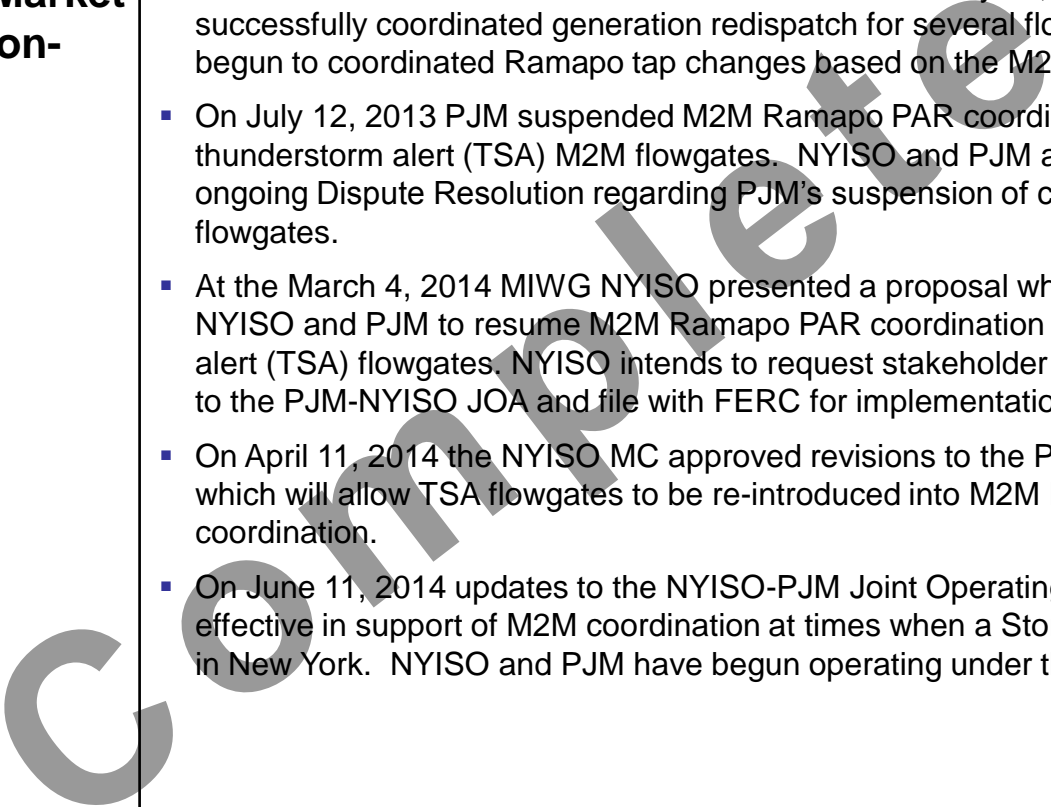 Market
on-
successfully coordinated generation redispatch for several flo
begun to coordinated Ramapo tap changes based on the M2
▪ On July 12, 2013 PJM suspended M2M Ramapo PAR coordi
thunderstorm alert (TSA) M2M flowgates. NYISO and PJM a
ongoing Dispute Resolution regarding PJM's suspension of c
flowgates.
▪ At the March 4, 2014 MIWG NYISO presented a proposal wh
NYISO and PJM to resume M2M Ramapo PAR coordination
alert (TSA) flowgates. NYISO intends to request stakeholder
to the PJM-NYISO JOA and file with FERC for implementatio
▪ On April 11, 2014 the NYISO MC approved revisions to the P
which will allow TSA flowgates to be re-introduced into M2M
coordination.
▪ On June 11, 2014 updates to the NYISO-PJM Joint Operating
effective in support of M2M coordination at times when a Sto
in New York. NYISO and PJM have begun operating under t
Complete